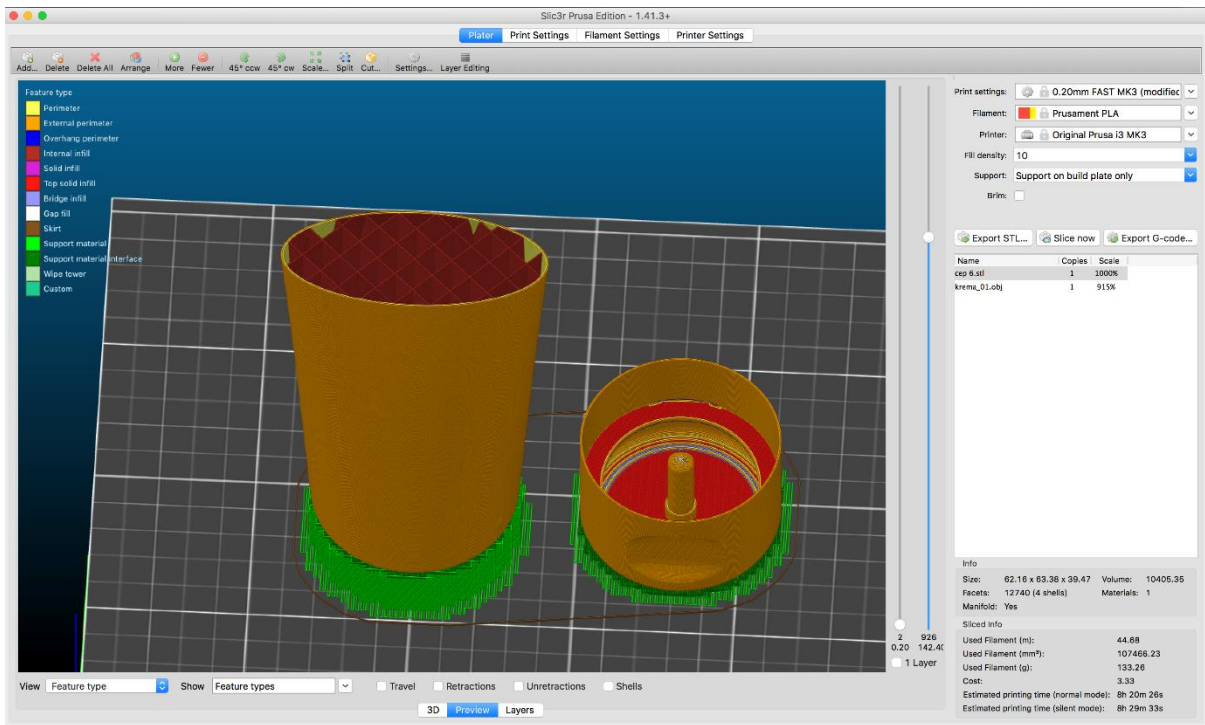 Slic3r Prusa Edition - 1.41.3+
Plater Print Settings Filament Settings Printer Settings
Add... Delete Delete All Arrange More Fewer 45° ccw 45° cw Scale... Split Cut... Settings... Layer Editing
Feature type
Perimeter
External perimeter
Overhang perimeter
Internal infill
Solid infill
Top solid infill
Bridge infill
Gap fill
Skirt
Support material
Support material interface
Wipe tower
Custom
2 926
0.20 142.40
1 Layer
View Feature type Show Feature types Travel Retractions Unretractions Shells
3D Preview Layers
Print settings: 0.20mm FAST MK3 (modified
Filament: Prusament PLA
Printer: Original Prusa i3 MK3
Fill density: 10
Support: Support on build plate only
Brim:
Export STL... Slice now Export G-code...
Name Copies Scale
cep 6.stl 1 1000%
krema_01.obj 1 915%
Info
Size: 62.16 x 63.38 x 39.47 Volume: 10405.35
Facets: 12740 (4 shells) Materials: 1
Manifold: Yes
Sliced Info
Used Filament (m): 44.68
Used Filament (mm³): 107466.23
Used Filament (g): 133.26
Cost: 3.33
Estimated printing time (normal mode): 8h 20m 26s
Estimated printing time (silent mode): 8h 29m 33s